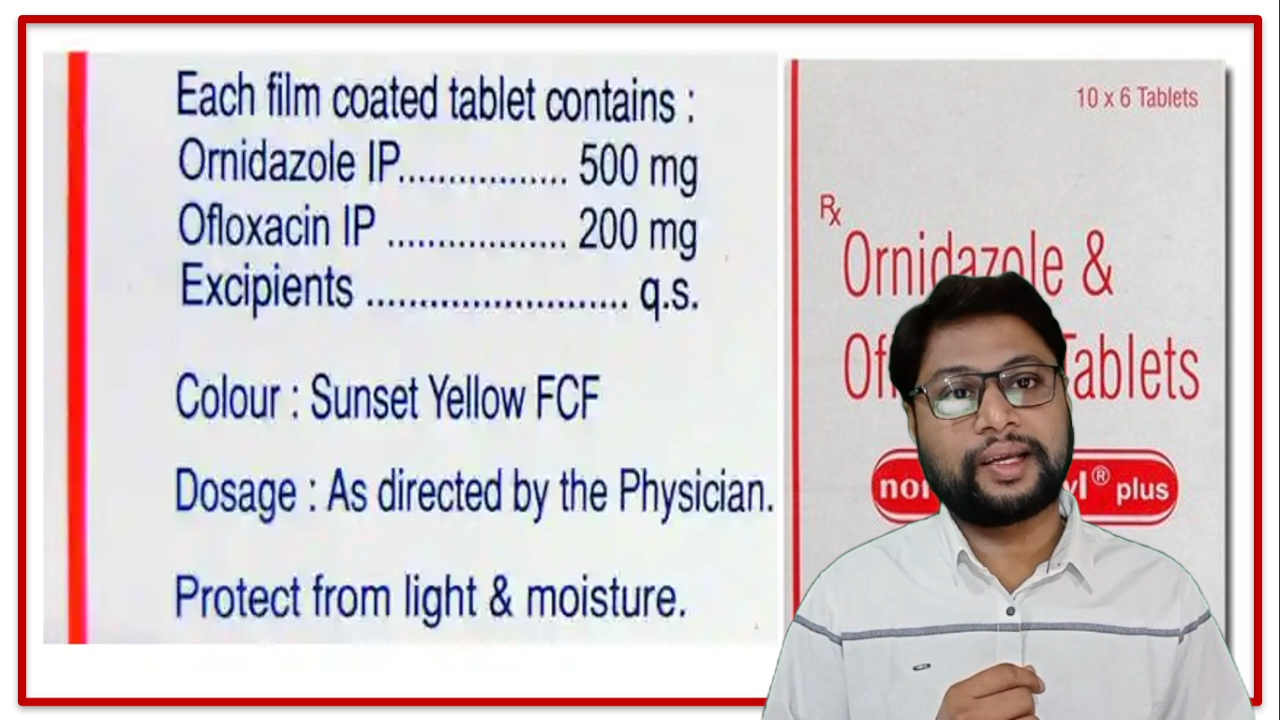 Each film coated tablet contains :
Ornidazole IP................. 500 mg
Ofloxacin IP .................. 200 mg
Excipients .......................... q.s.
Colour : Sunset Yellow FCF
Dosage : As directed by the Physician.
Protect from light & moisture.
10 x 6 Tablets
Rx
Ornidazole &
Tablets
plus